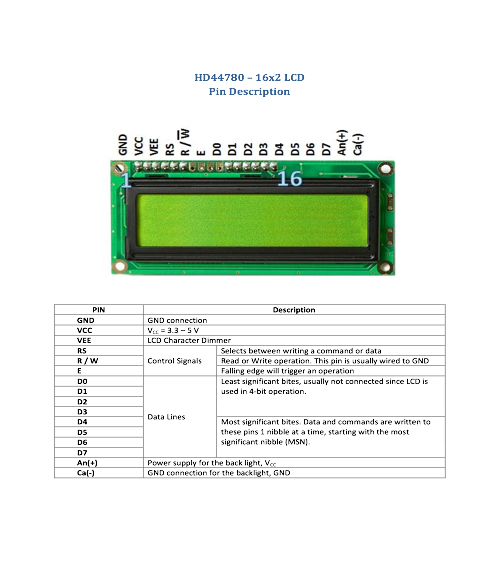 HD44780 – 16x2 LCD
Pin Description
GND VCC VEE RS R / W E D0 D1 D2 D3 D4 D5 D6 D7 An(+) Ca(-)
1 16
PIN Description
GND GND connection
VCC Vcc = 3.3 – 5 V
VEE LCD Character Dimmer
RS Control Signals Selects between writing a command or data
R / W Read or Write operation. This pin is usually wired to GND
E Falling edge will trigger an operation
D0 Data Lines Least significant bites, usually not connected since LCD is
D1 used in 4-bit operation.
D2
D3
D4 Most significant bites. Data and commands are written to
D5 these pins 1 nibble at a time, starting with the most
D6 significant nibble (MSN).
D7
An(+) Power supply for the back light, Vcc
Ca(-) GND connection for the backlight, GND